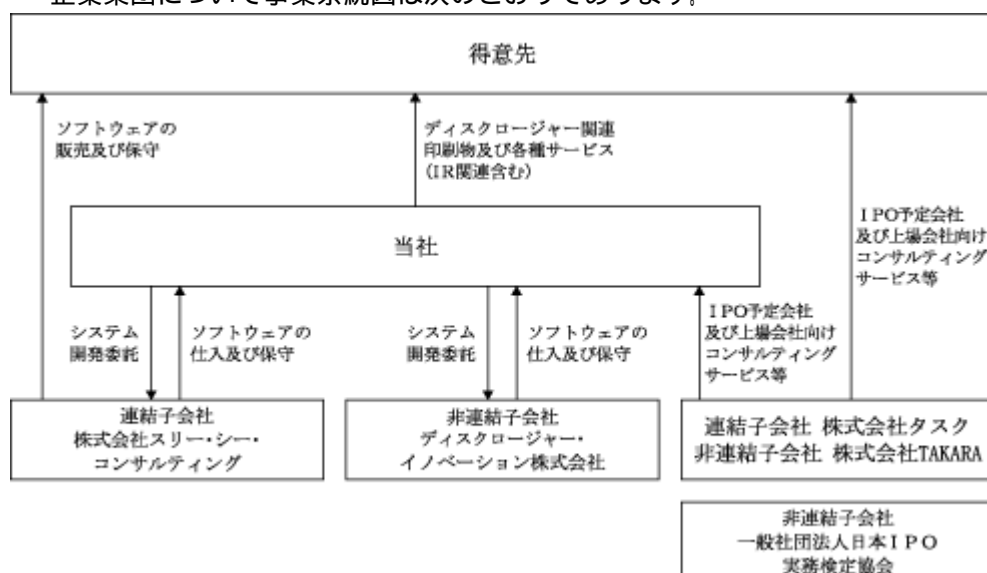 企業集団について事業系統図は次のとおりであります。
得意先
ソフトウェアの
販売及び保守
ディスクロージャー関連
印刷物及び各種サービス
(IR関連含む)
IPO予定会社
及び上場会社向け
コンサルティング
サービス等
当社
システム
開発委託
ソフトウェアの
仕入及び保守
システム
開発委託
ソフトウェアの
仕入及び保守
IPO予定会社
及び上場会社向け
コンサルティング
サービス等
連結子会社
株式会社スリー・シー・
コンサルティング
非連結子会社
ディスクロージャー・
イノベーション株式会社
連結子会社 株式会社タスク
非連結子会社 株式会社TAKARA
非連結子会社
一般社団法人日本IPO
実務検定協会